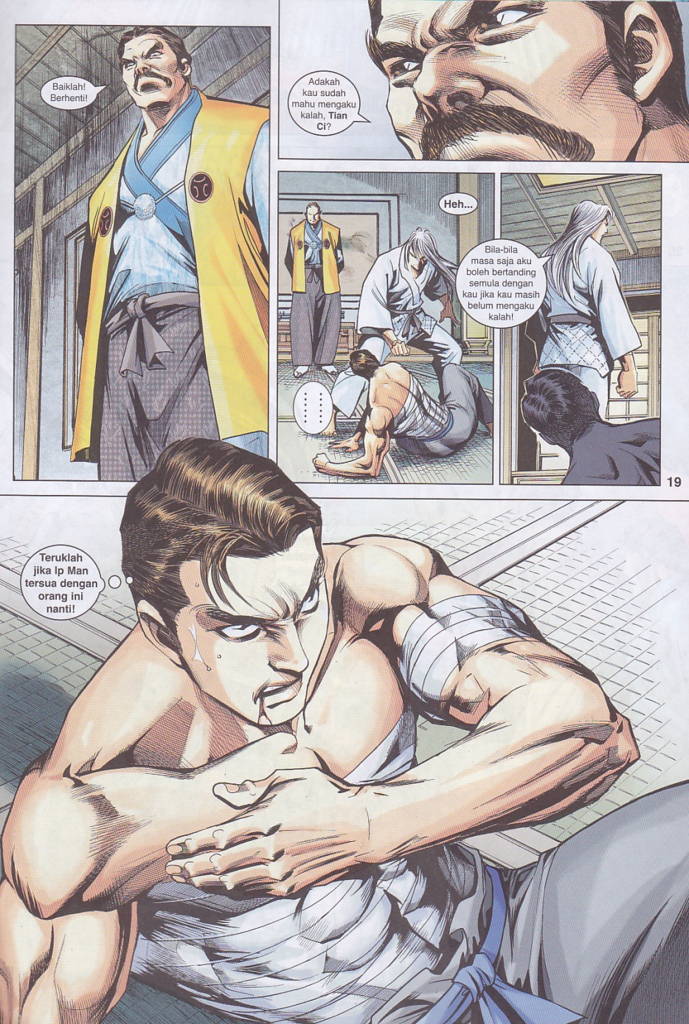 Baiklah!
Berhenti!
Adakah
kau sudah
mahu mengaku
kalah, Tian
Ci?
Heh...
Bila-bila
masa saja aku
boleh bertanding
semula dengan
kau jika kau masih
belum mengaku
kalah!
19
Teruklah
jika Ip Man
tersua dengan
orang ini
nanti!